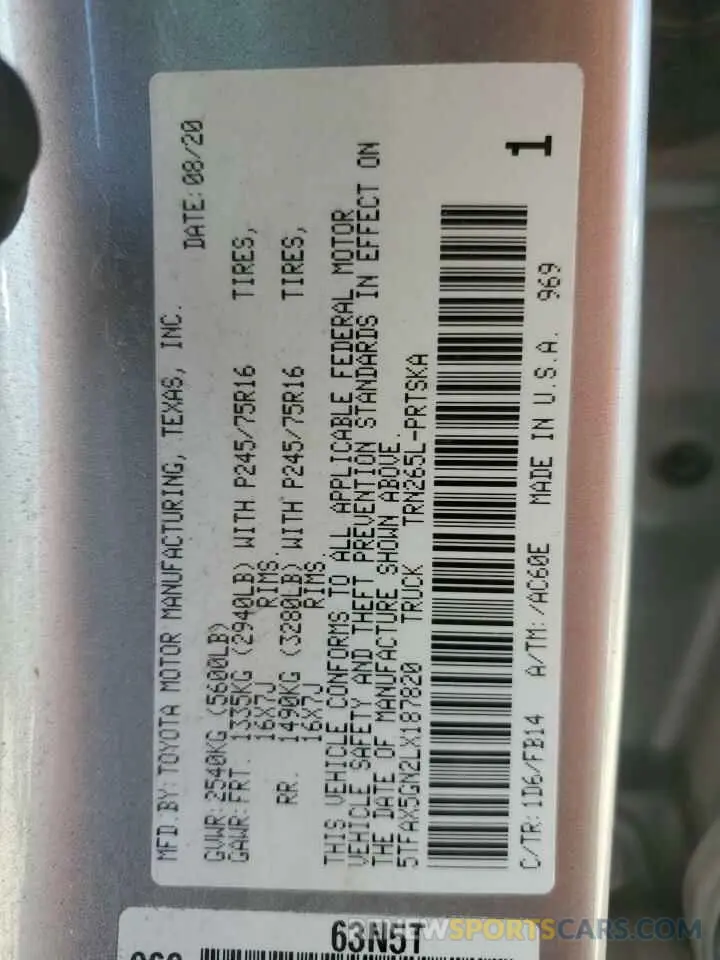 MFD.BY:TOYOTA MOTOR MANUFACTURING, TEXAS, INC. DATE:08/20
GVWR:2540KG (5600LB)
GAWR:FRT. 1335KG (2940LB) WITH P245/75R16 TIRES,
16X7J RIMS.
RR. 1490KG (3280LB) WITH P245/75R16 TIRES,
16X7J RIMS
THIS VEHICLE CONFORMS TO ALL APPLICABLE FEDERAL MOTOR
VEHICLE SAFETY AND THEFT PREVENTION STANDARDS IN EFFECT ON
THE DATE OF MANUFACTURE SHOWN ABOVE.
5TFAX5GN2LX187820 TRUCK TRN265L-PRTSKA
C/TR:1D6/FB14 A/TM:/AC60E MADE IN U.S.A. 969
1
63N5T
RENEWSPORTSCARS.COM